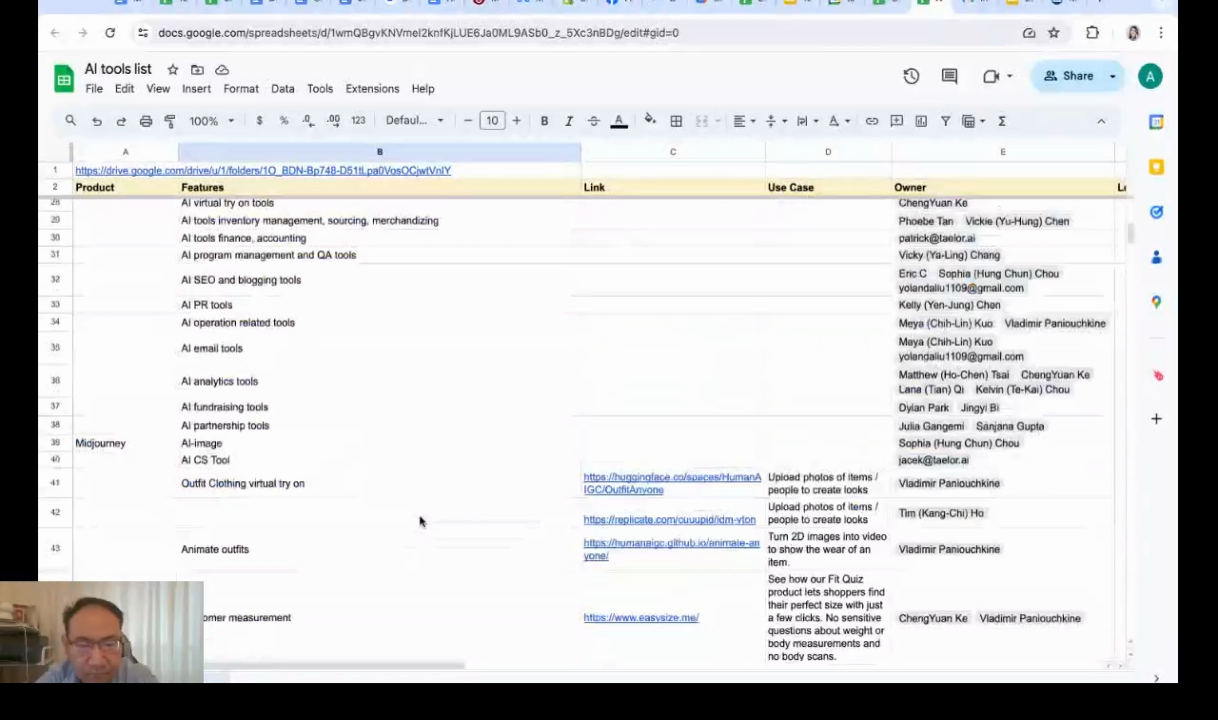 docs.google.com/spreadsheets/d/1wmQBgvKNVmeI2knfKjLUE6Ja0ML9ASb0_z_5Xc3nBDg/edit#gid=0
AI tools list
Share
A
File Edit View Insert Format Data Tools Extensions Help
100% $ % .0 .00 123 Defaul... 10 B I A
A B C D E
1 https://drive.google.com/drive/u/1/folders/
2 Product Features Link Use Case Owner
28 AI virtual try on tools ChengYuan Ke
29 AI tools inventory management, sourcing, merchandizing Phoebe Tan Vickie (Yu-Hung) Chen
30 AI tools finance, accounting patrick@taelor.ai
31 AI program management and QA tools Vicky (Ya-Ling) Chang
32 AI SEO and blogging tools Eric C Sophia (Hung Chun) Chou
yolandaliu1109@gmail.com
33 AI PR tools Kelly (Yen-Jung) Chen
34 AI operation related tools Meya (Chih-Lin) Kuo Vladimir Paniouchkine
35 AI email tools Meya (Chih-Lin) Kuo
yolandaliu1109@gmail.com
36 AI analytics tools Matthew (Ho-Chen) Tsai ChengYuan Ke
Lana (Tian) Qi Kelvin (Te-Kai) Chou
37 AI fundraising tools Dylan Park Jingyi Bi
38 AI partnership tools Julia Gangemi Sanjana Gupta
39 Midjourney AI-image Sophia (Hung Chun) Chou
40 AI CS Tool jacek@taelor.ai
41 Outfit Clothing virtual try on https://huggingface.co/spaces/HumanA Upload photos of items / Vladimir Paniouchkine
IGC/OutfitAnyone people to create looks
42 https://replicate.com/cuuupid/idm-vton Upload photos of items / Tim (Kang-Chi) Ho
people to create looks
43 Animate outfits https://humanaigc.github.io/animate-an Turn 2D images into video Vladimir Paniouchkine
yone/ to show the wear of an
item.
omer measurement https://www.easysize.me/ See how our Fit Quiz ChengYuan Ke Vladimir Paniouchkine
product lets shoppers find
their perfect size with just
a few clicks. No sensitive
questions about weight or
body measurements and
no body scans.